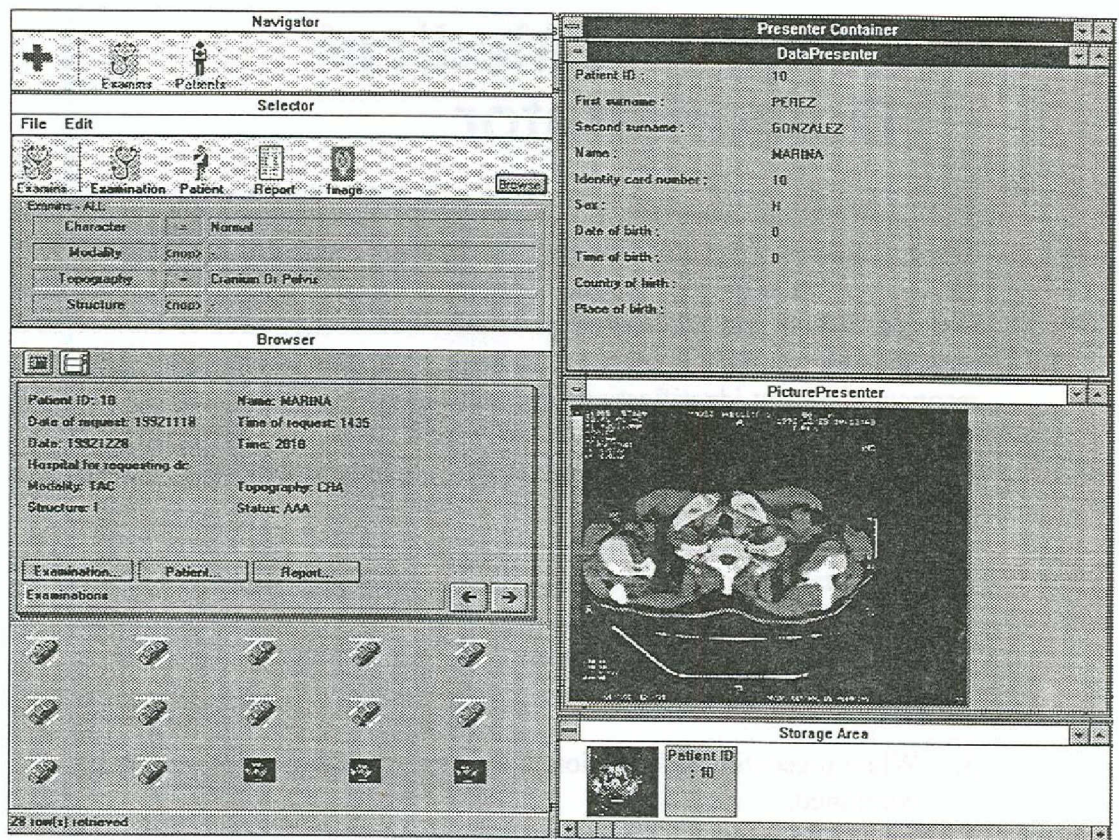 Navigator
Examins Patients
Selector
File Edit
Examins Examination Patient Report Image Browse
Examins - ALL:
Character = Normal
Modality <nop> -
Topography = Cranium Or Pelvis
Structure <nop> -
Browser
Patient ID: 10 Name: MARINA
Date of request: 19921118 Time of request: 1435
Date: 19921228 Time: 2010
Hospital for requesting dr:
Modality: TAC Topography: CRA
Structure: 1 Status: AAA
Examination... Patient... Report...
Examinations
28 row(s) retrieved
Presenter Container
DataPresenter
Patient ID : 10
First surname : PEREZ
Second surname : GONZALEZ
Name : MARINA
Identity card number : 10
Sex : H
Date of birth : 0
Time of birth : 0
Country of birth :
Place of birth :
PicturePresenter
Storage Area
Patient ID
: 10